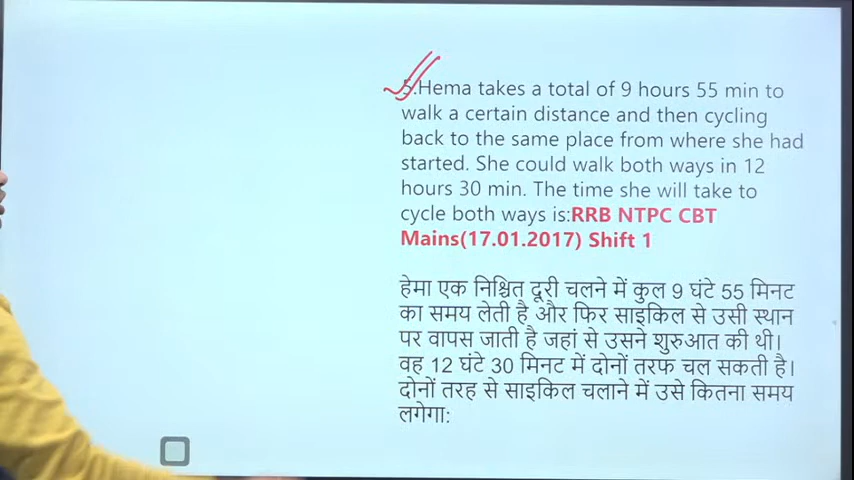 5.Hema takes a total of 9 hours 55 min to
walk a certain distance and then cycling
back to the same place from where she had
started. She could walk both ways in 12
hours 30 min. The time she will take to
cycle both ways is:RRB NTPC CBT
Mains(17.01.2017) Shift 1
हेमा एक निश्चित दूरी चलने में कुल 9 घंटे 55 मिनट
का समय लेती है और फिर साइकिल से उसी स्थान
पर वापस जाती है जहां से उसने शुरुआत की थी।
वह 12 घंटे 30 मिनट में दोनों तरफ चल सकती है।
दोनों तरह से साइकिल चलाने में उसे कितना समय
लगेगा: